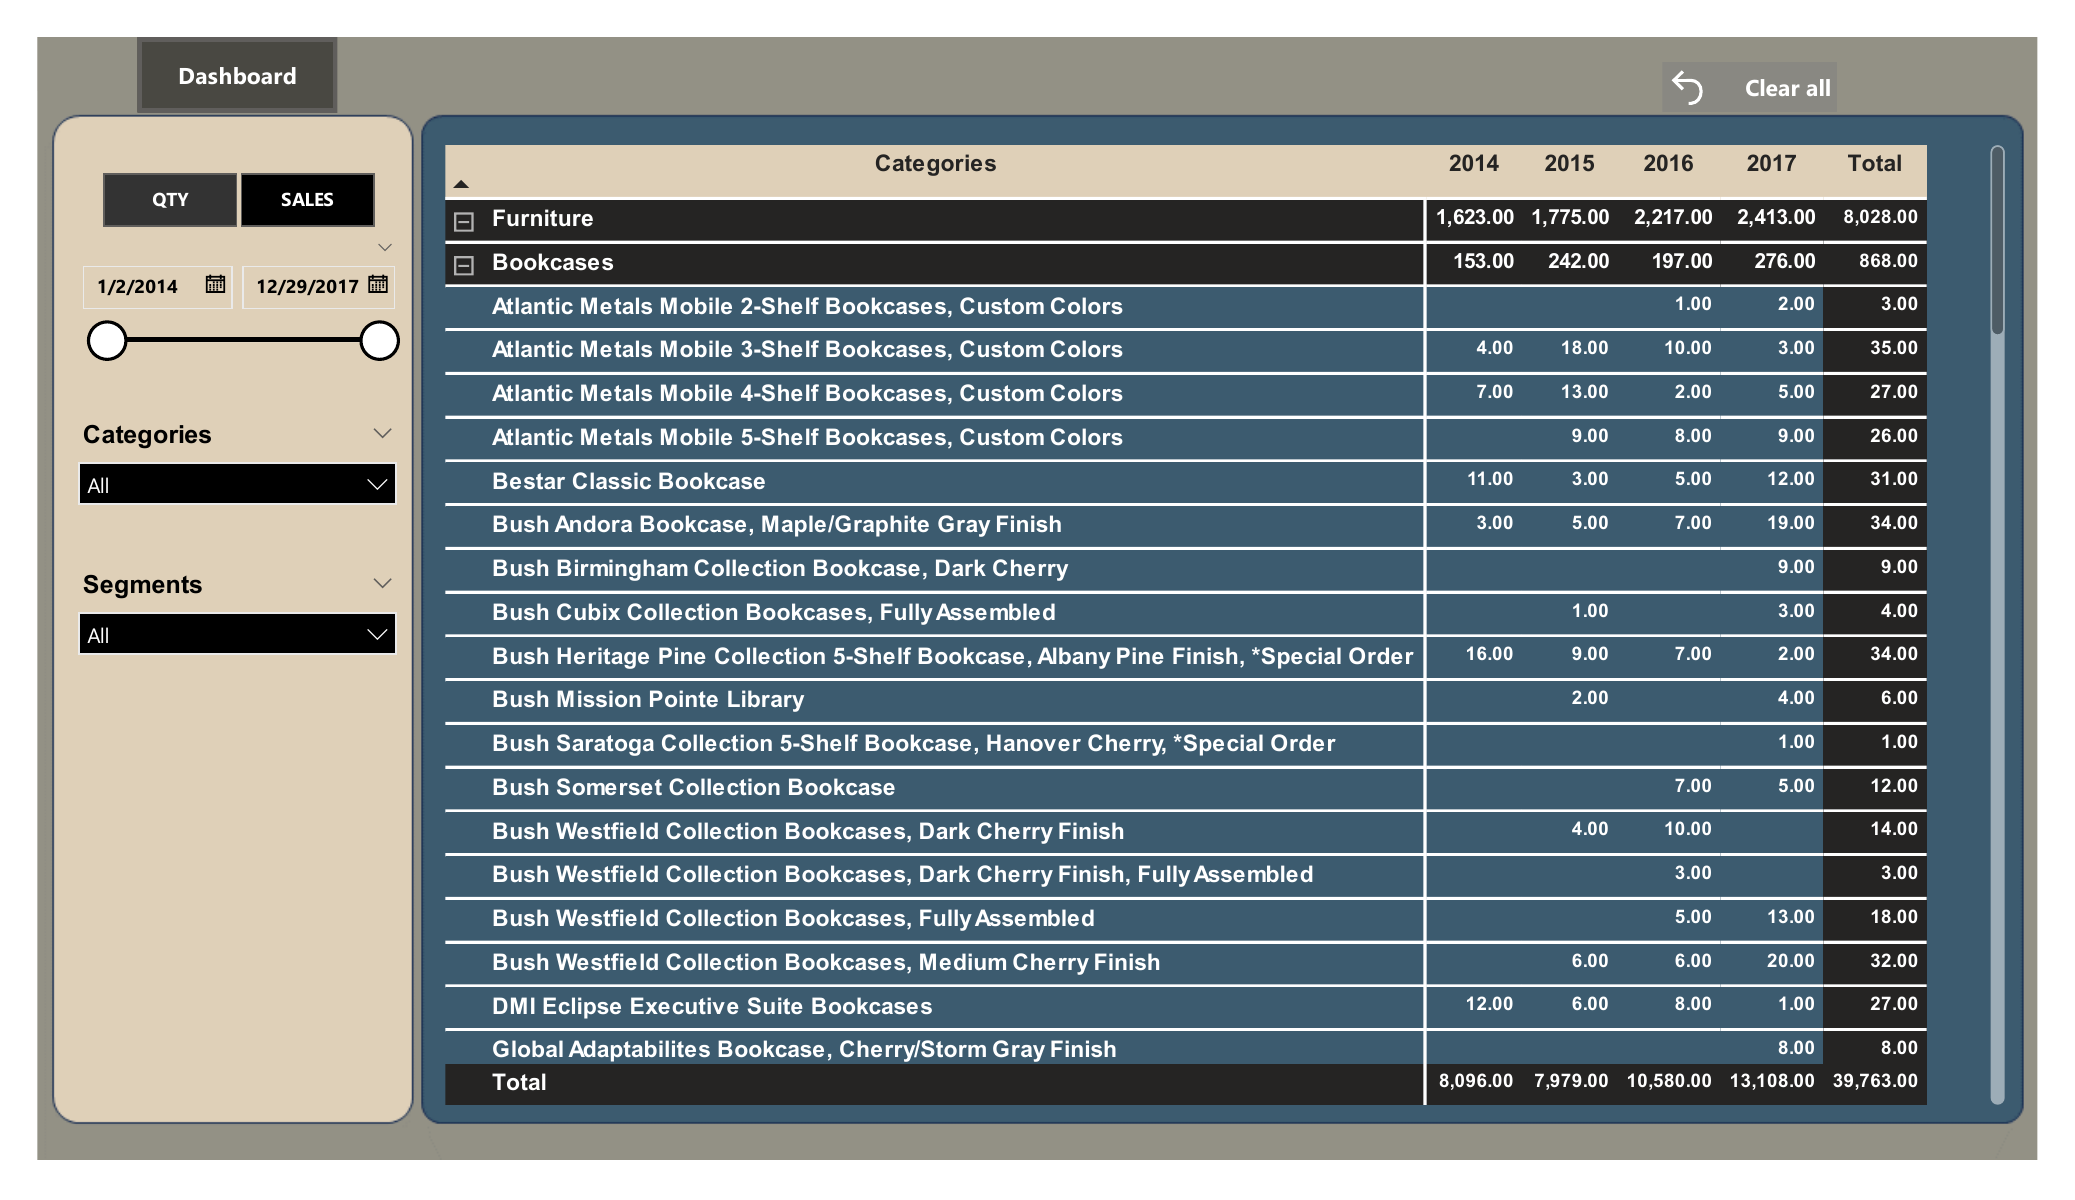 Dashboard
Clear all
QTY SALES
1/2/2014 12/29/2017
Categories
All
Segments
All
Categories 2014 2015 2016 2017 Total
Furniture 1,623.00 1,775.00 2,217.00 2,413.00 8,028.00
Bookcases 153.00 242.00 197.00 276.00 868.00
Atlantic Metals Mobile 2-Shelf Bookcases, Custom Colors 1.00 2.00 3.00
Atlantic Metals Mobile 3-Shelf Bookcases, Custom Colors 4.00 18.00 10.00 3.00 35.00
Atlantic Metals Mobile 4-Shelf Bookcases, Custom Colors 7.00 13.00 2.00 5.00 27.00
Atlantic Metals Mobile 5-Shelf Bookcases, Custom Colors 9.00 8.00 9.00 26.00
Bestar Classic Bookcase 11.00 3.00 5.00 12.00 31.00
Bush Andora Bookcase, Maple/Graphite Gray Finish 3.00 5.00 7.00 19.00 34.00
Bush Birmingham Collection Bookcase, Dark Cherry 9.00 9.00
Bush Cubix Collection Bookcases, Fully Assembled 1.00 3.00 4.00
Bush Heritage Pine Collection 5-Shelf Bookcase, Albany Pine Finish, *Special Order 16.00 9.00 7.00 2.00 34.00
Bush Mission Pointe Library 2.00 4.00 6.00
Bush Saratoga Collection 5-Shelf Bookcase, Hanover Cherry, *Special Order 1.00 1.00
Bush Somerset Collection Bookcase 7.00 5.00 12.00
Bush Westfield Collection Bookcases, Dark Cherry Finish 4.00 10.00 14.00
Bush Westfield Collection Bookcases, Dark Cherry Finish, Fully Assembled 3.00 3.00
Bush Westfield Collection Bookcases, Fully Assembled 5.00 13.00 18.00
Bush Westfield Collection Bookcases, Medium Cherry Finish 6.00 6.00 20.00 32.00
DMI Eclipse Executive Suite Bookcases 12.00 6.00 8.00 1.00 27.00
Global Adaptabilites Bookcase, Cherry/Storm Gray Finish 8.00 8.00
Total 8,096.00 7,979.00 10,580.00 13,108.00 39,763.00